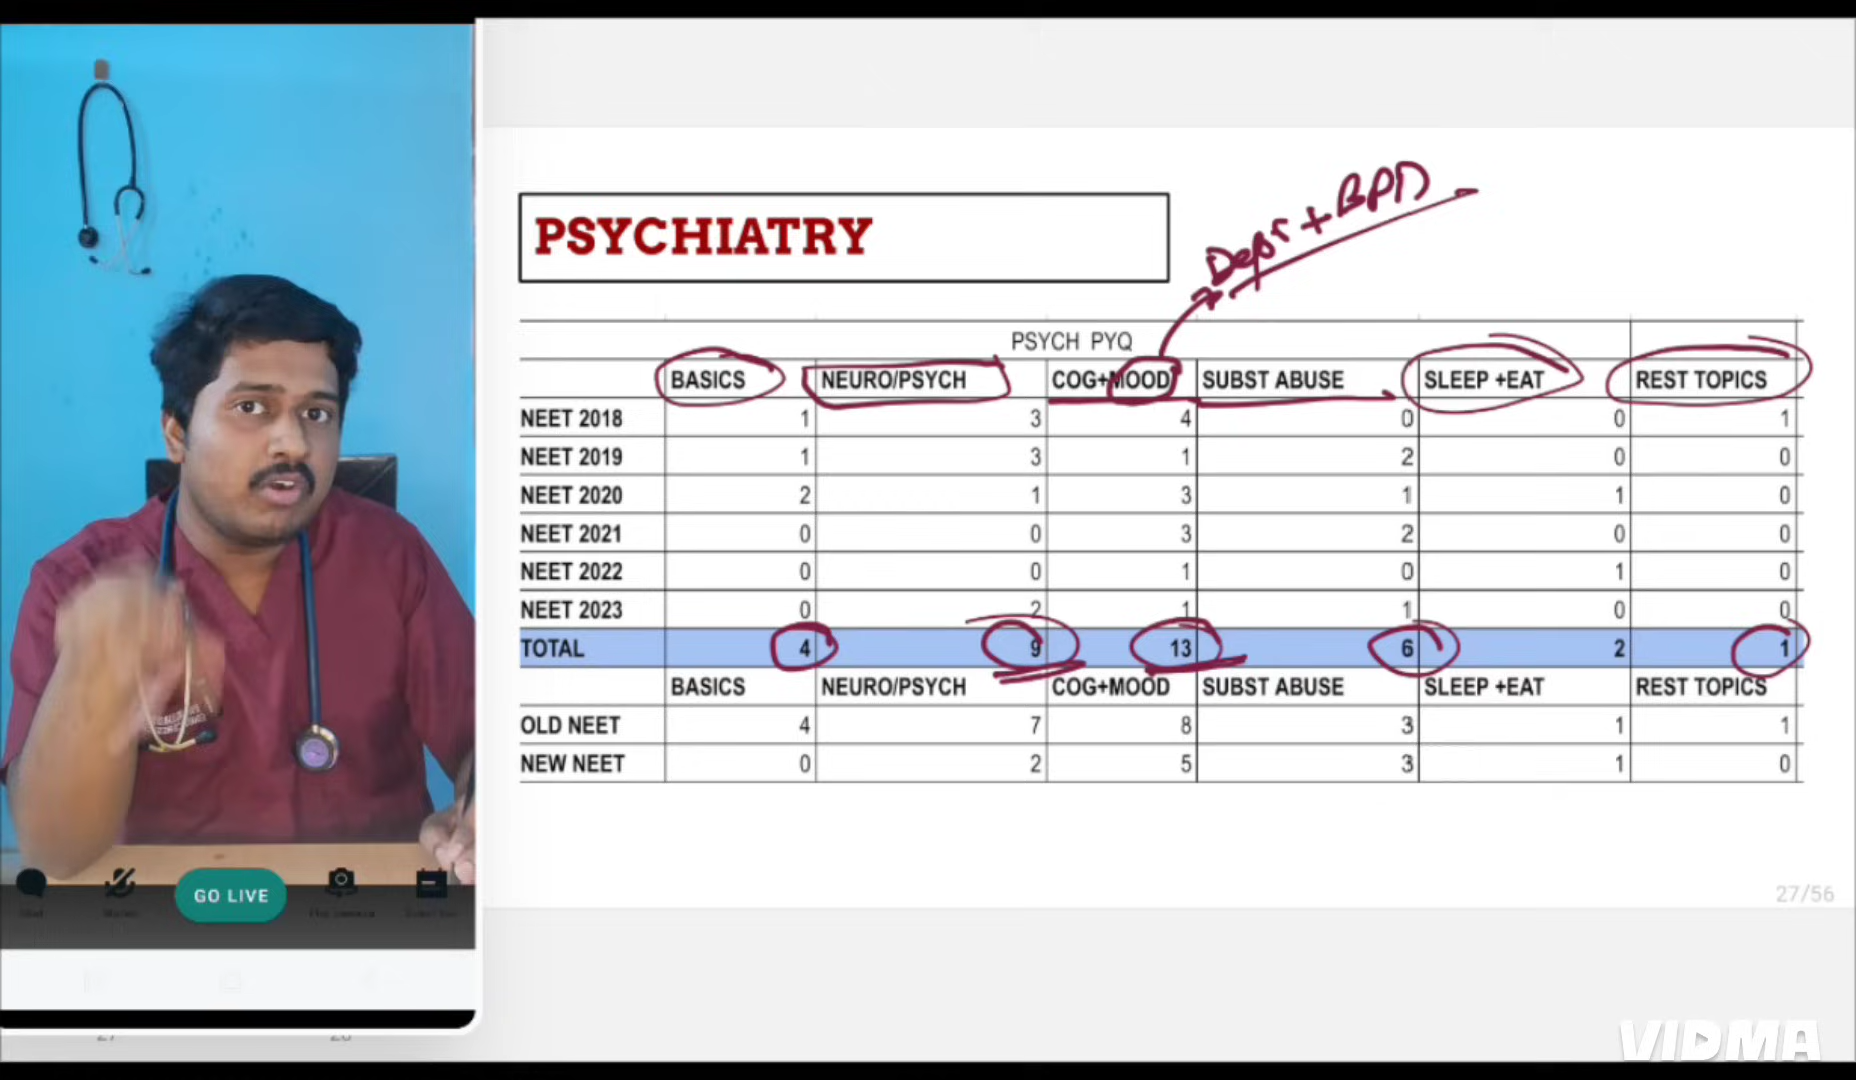 PSYCHIATRY
Depr + BPD
PSYCH PYQ
BASICS NEURO/PSYCH COG+MOOD SUBST ABUSE SLEEP +EAT REST TOPICS
NEET 2018 1 3 4 0 0 1
NEET 2019 1 3 1 2 0 0
NEET 2020 2 1 3 1 1 0
NEET 2021 0 0 3 2 0 0
NEET 2022 0 0 1 0 1 0
NEET 2023 0 2 1 1 0 0
TOTAL 4 9 13 6 2 1
BASICS NEURO/PSYCH COG+MOOD SUBST ABUSE SLEEP +EAT REST TOPICS
OLD NEET 4 7 8 3 1 1
NEW NEET 0 2 5 3 1 0
27/56
GO LIVE
VIDMA